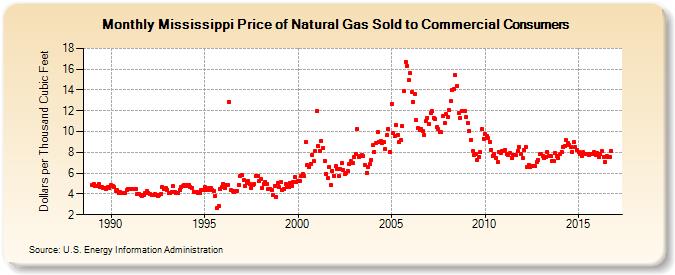 Monthly Mississippi Price of Natural Gas Sold to Commercial Consumers
Dollars per Thousand Cubic Feet
18
16
14
12
10
8
6
4
2
1990 1995 2000 2005 2010 2015
Source: U.S. Energy Information Administration